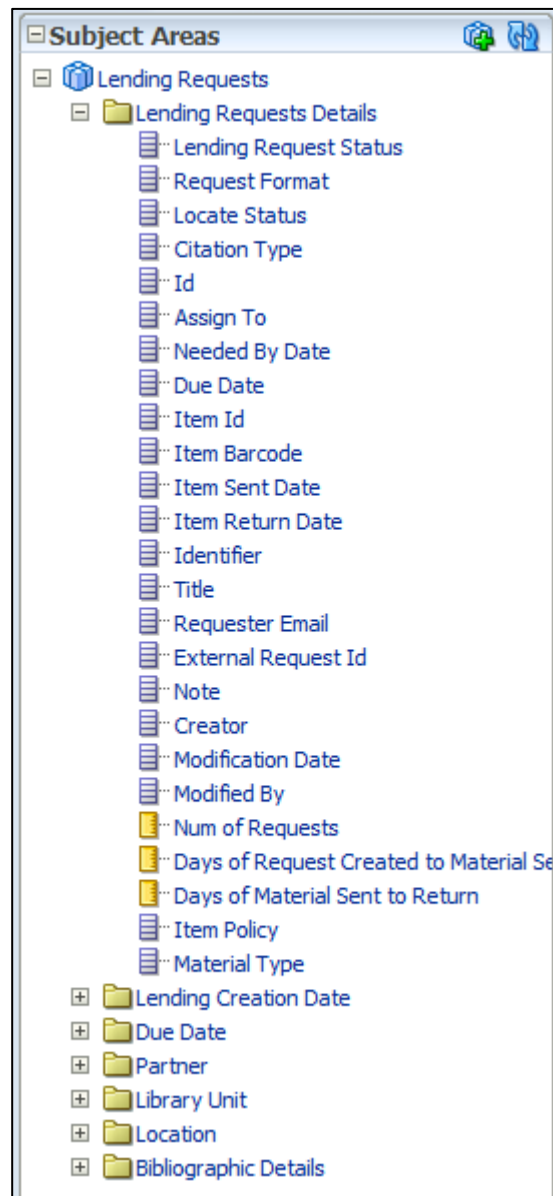 Subject Areas
Lending Requests
Lending Requests Details
Lending Request Status
Request Format
Locate Status
Citation Type
Id
Assign To
Needed By Date
Due Date
Item Id
Item Barcode
Item Sent Date
Item Return Date
Identifier
Title
Requester Email
External Request Id
Note
Creator
Modification Date
Modified By
Num of Requests
Days of Request Created to Material Se
Days of Material Sent to Return
Item Policy
Material Type
Lending Creation Date
Due Date
Partner
Library Unit
Location
Bibliographic Details